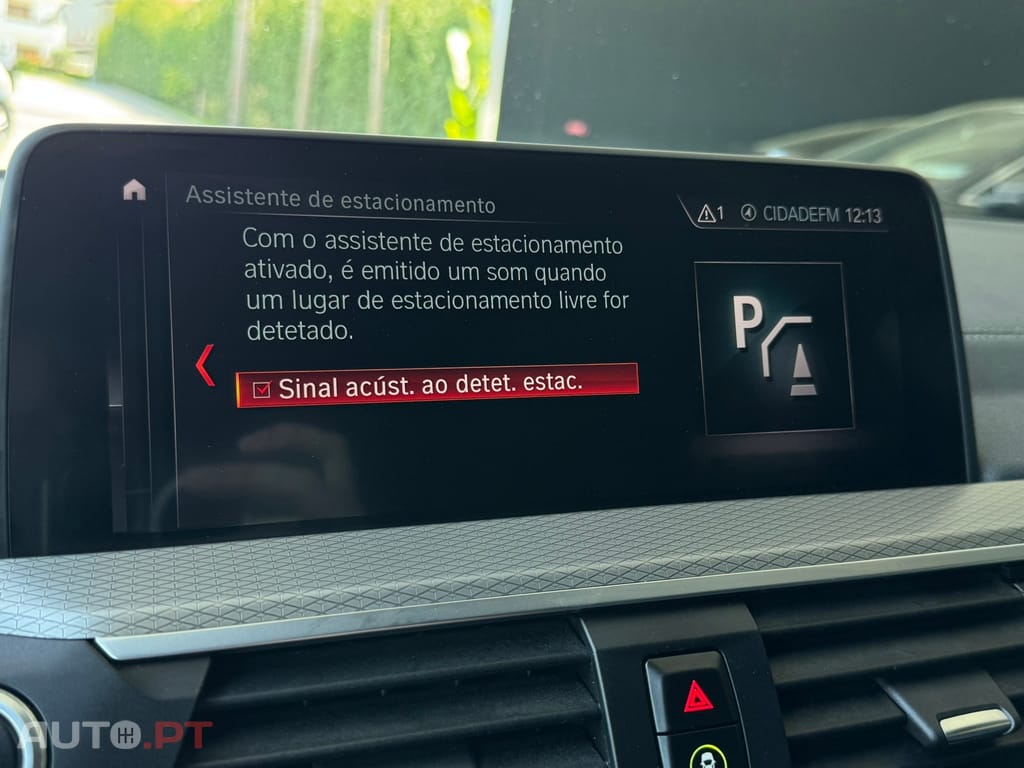 Assistente de estacionamento
1 CIDADEFM 12:13
Com o assistente de estacionamento
ativado, é emitido um som quando
um lugar de estacionamento livre for
detetado.
Sinal acúst. ao detet. estac.
P
AUTO.PT